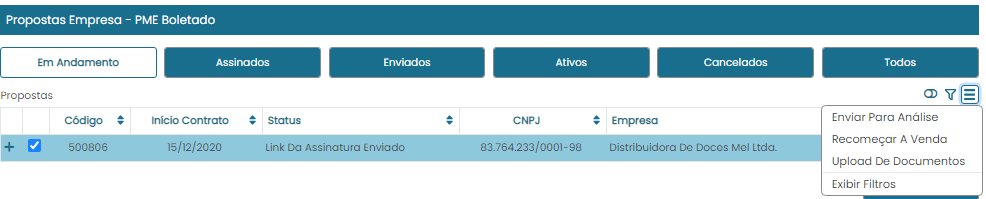 Propostas Empresa - PME Boletado
Em Andamento Assinados Enviados Ativos Cancelados Todos
Propostas
Código Início Contrato Status CNPJ Empresa
500806 15/12/2020 Link Da Assinatura Enviado 83.764.233/0001-98 Distribuidora De Doces Mel Ltda.
Enviar Para Análise
Recomeçar A Venda
Upload De Documentos
Exibir Filtros